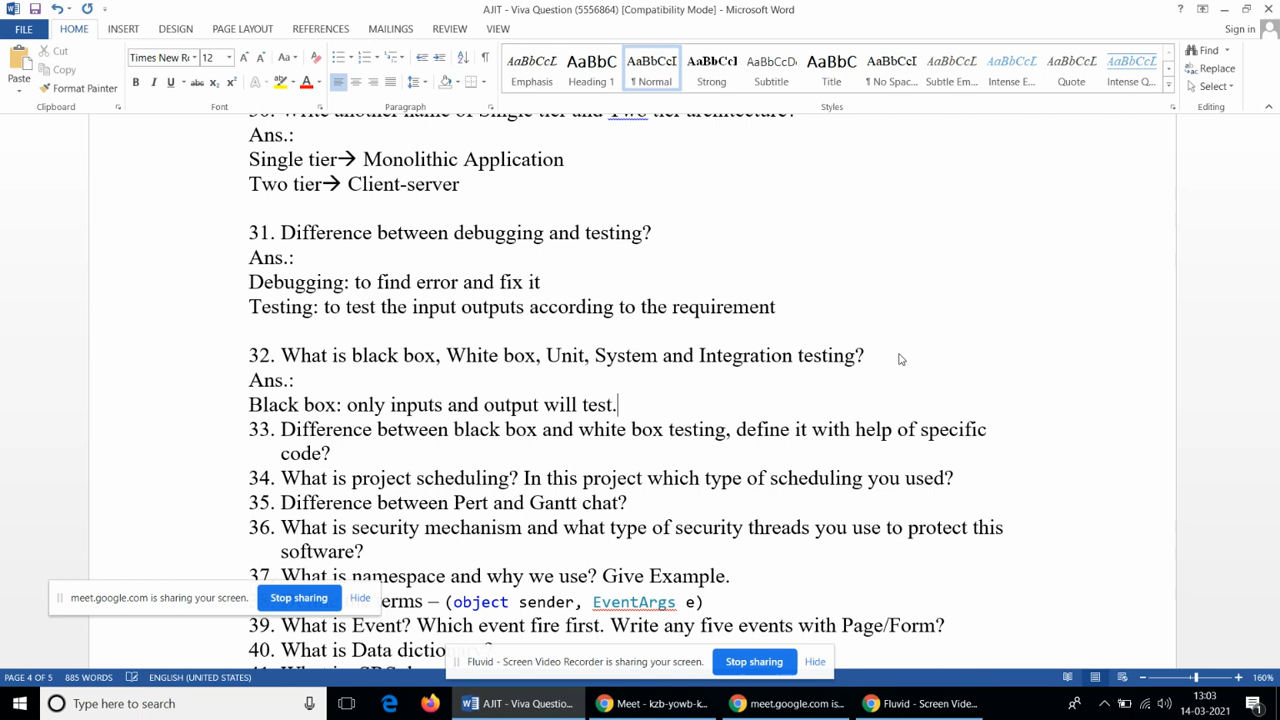 AJIT - Viva Question (5556864) [Compatibility Mode] - Microsoft Word
FILE HOME INSERT DESIGN PAGE LAYOUT REFERENCES MAILINGS REVIEW VIEW Sign in
Paste Cut Copy Format Painter Clipboard
Times New R 12 Font Paragraph
AaBbCcL Emphasis AaBbC Heading 1 AaBbCcI ¶ Normal AaBbCcl Strong AaBbCcD Subtitle AaBbC Title AaBbCcI ¶ No Spac... AaBbCcL Subtle Em... AaBbCcL Intense E... AaBbCcL Quote AaBbCcL Intense Q... Styles
Find Replace Select Editing
30. Write another name of Single tier and Two tier architecture?
Ans.:
Single tier→ Monolithic Application
Two tier→ Client-server
31. Difference between debugging and testing?
Ans.:
Debugging: to find error and fix it
Testing: to test the input outputs according to the requirement
32. What is black box, White box, Unit, System and Integration testing?
Ans.:
Black box: only inputs and output will test.
33. Difference between black box and white box testing, define it with help of specific
code?
34. What is project scheduling? In this project which type of scheduling you used?
35. Difference between Pert and Gantt chat?
36. What is security mechanism and what type of security threads you use to protect this
software?
37. What is namespace and why we use? Give Example.
erms – (object sender, EventArgs e)
39. What is Event? Which event fire first. Write any five events with Page/Form?
40. What is Data dictionary?
meet.google.com is sharing your screen. Stop sharing Hide
Fluvid - Screen Video Recorder is sharing your screen. Stop sharing Hide
PAGE 4 OF 5 885 WORDS ENGLISH (UNITED STATES) 160%
Type here to search AJIT - Viva Questio... Meet - kzb-yowb-k... meet.google.com is... Fluvid - Screen Vide... 13:03
14-03-2021